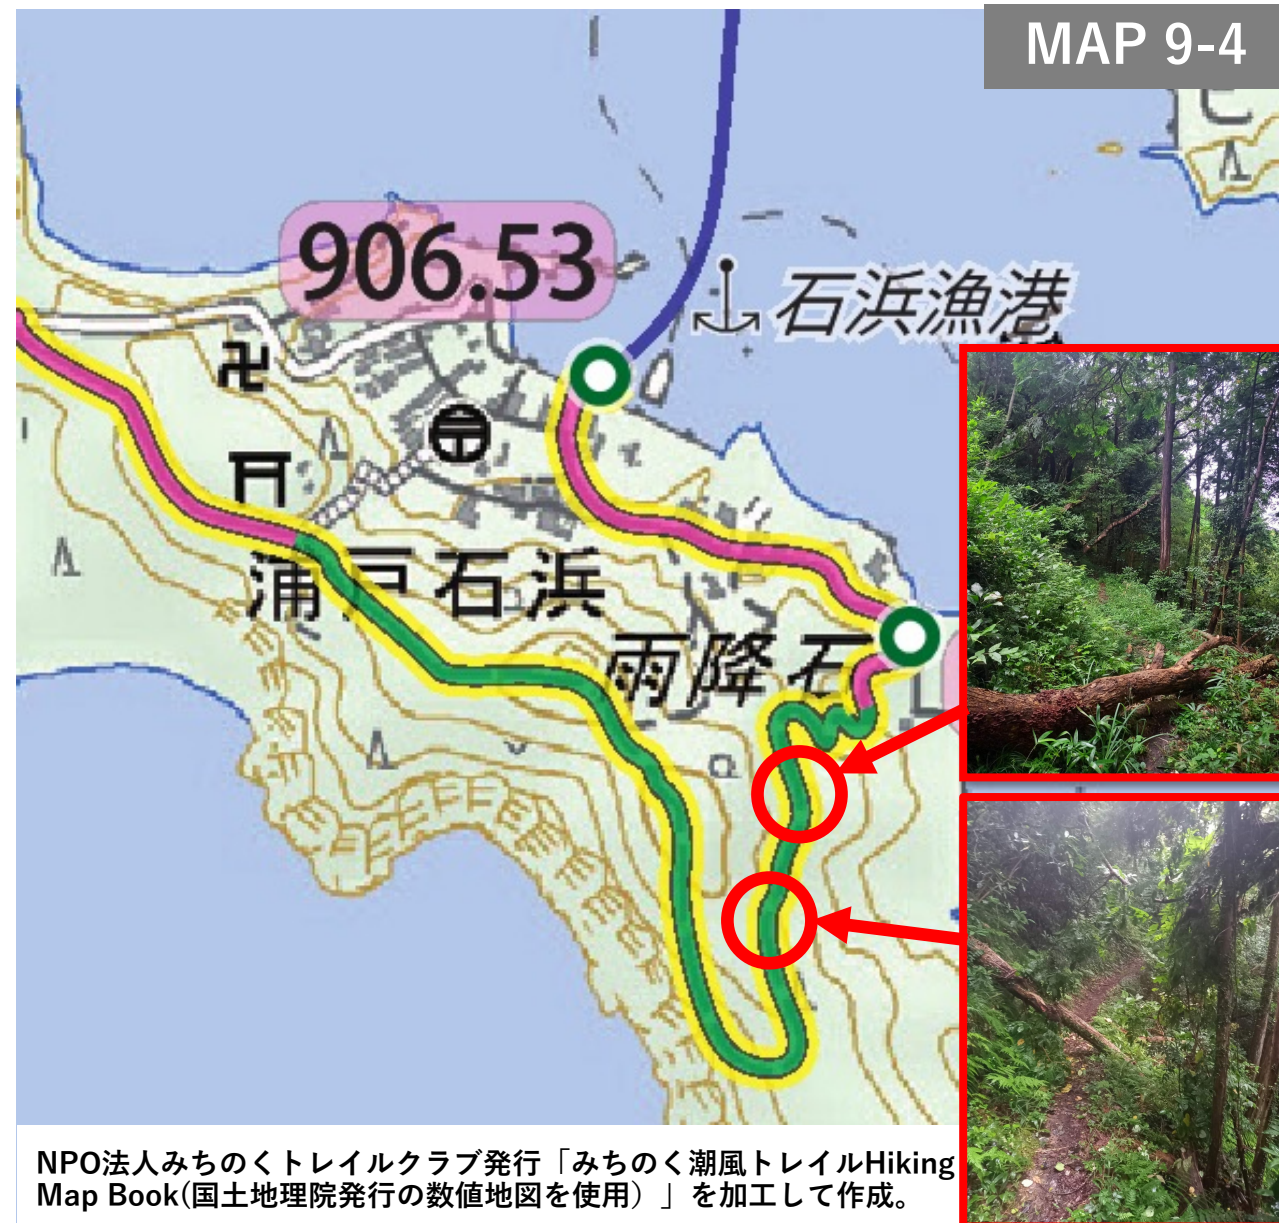 MAP 9-4
906.53
石浜漁港
浦戸石浜
雨降石
NPO法人みちのくトレイルクラブ発行「みちのく潮風トレイルHiking
Map Book(国土地理院発行の数値地図を使用）」を加工して作成。